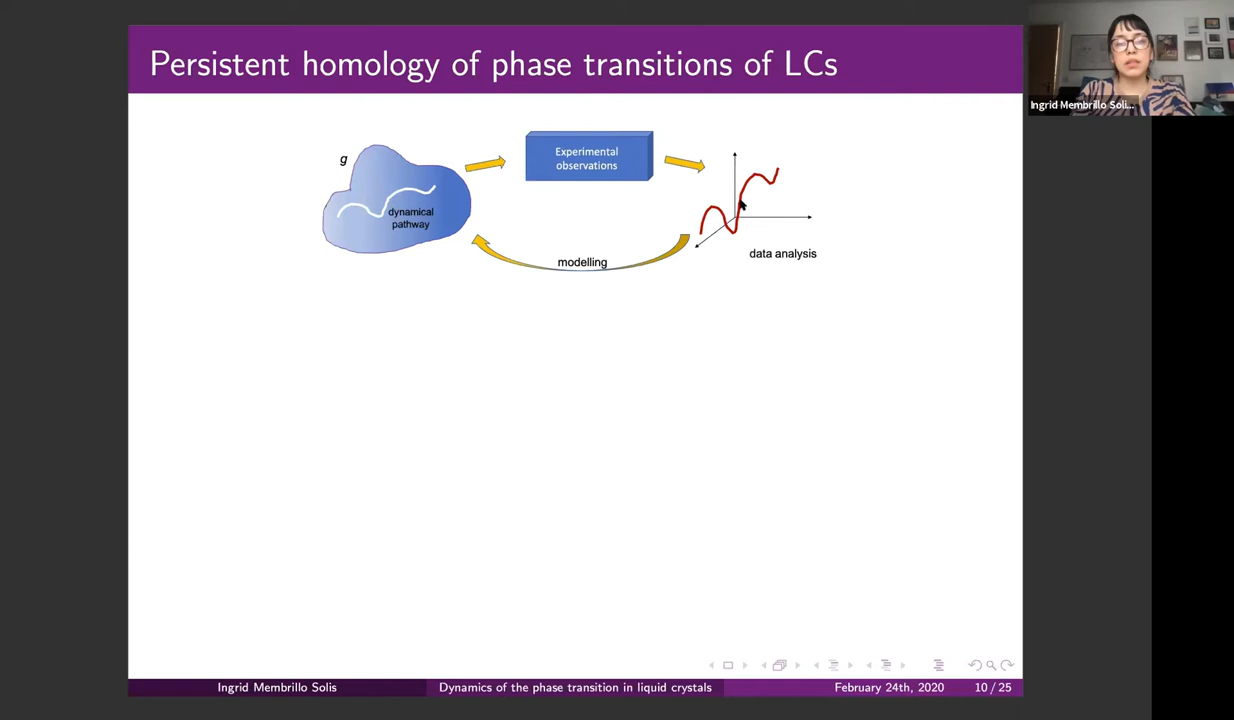 Persistent homology of phase transitions of LCs
g
dynamical
pathway
Experimental
observations
modelling
data analysis
Ingrid Membrillo Soli...
Ingrid Membrillo Solis
Dynamics of the phase transition in liquid crystals
February 24th, 2020
10 / 25